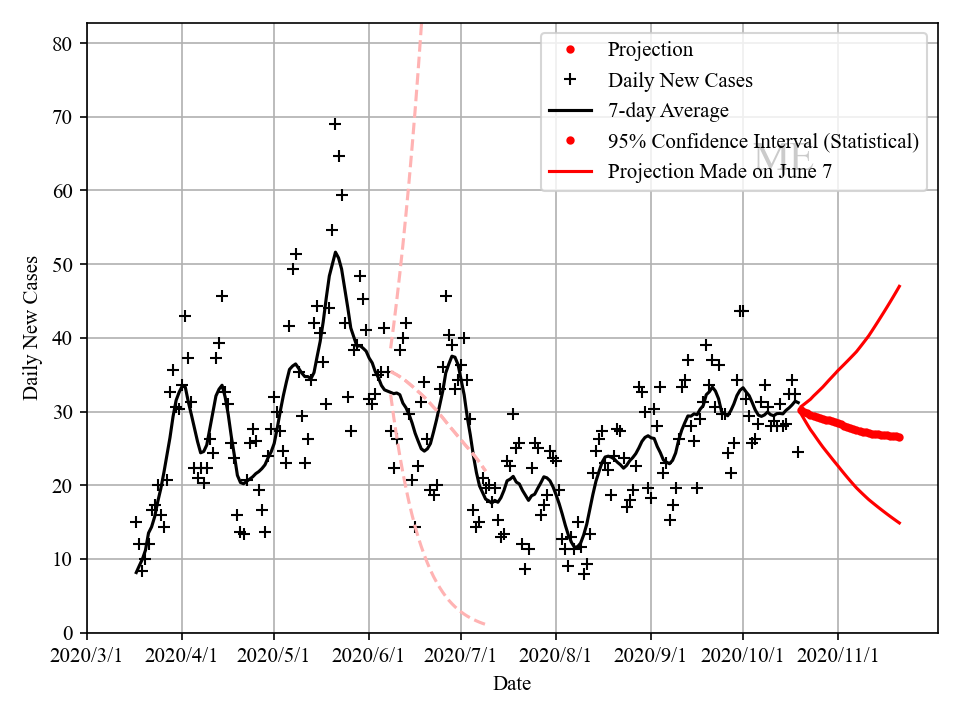 80
70
60
50
40
30
20
10
0
Daily New Cases
Projection
Daily New Cases
7-day Average
95% Confidence Interval (Statistical)
Projection Made on June 7
ME
2020/3/1 2020/4/1 2020/5/1 2020/6/1 2020/7/1 2020/8/1 2020/9/1 2020/10/1 2020/11/1
Date